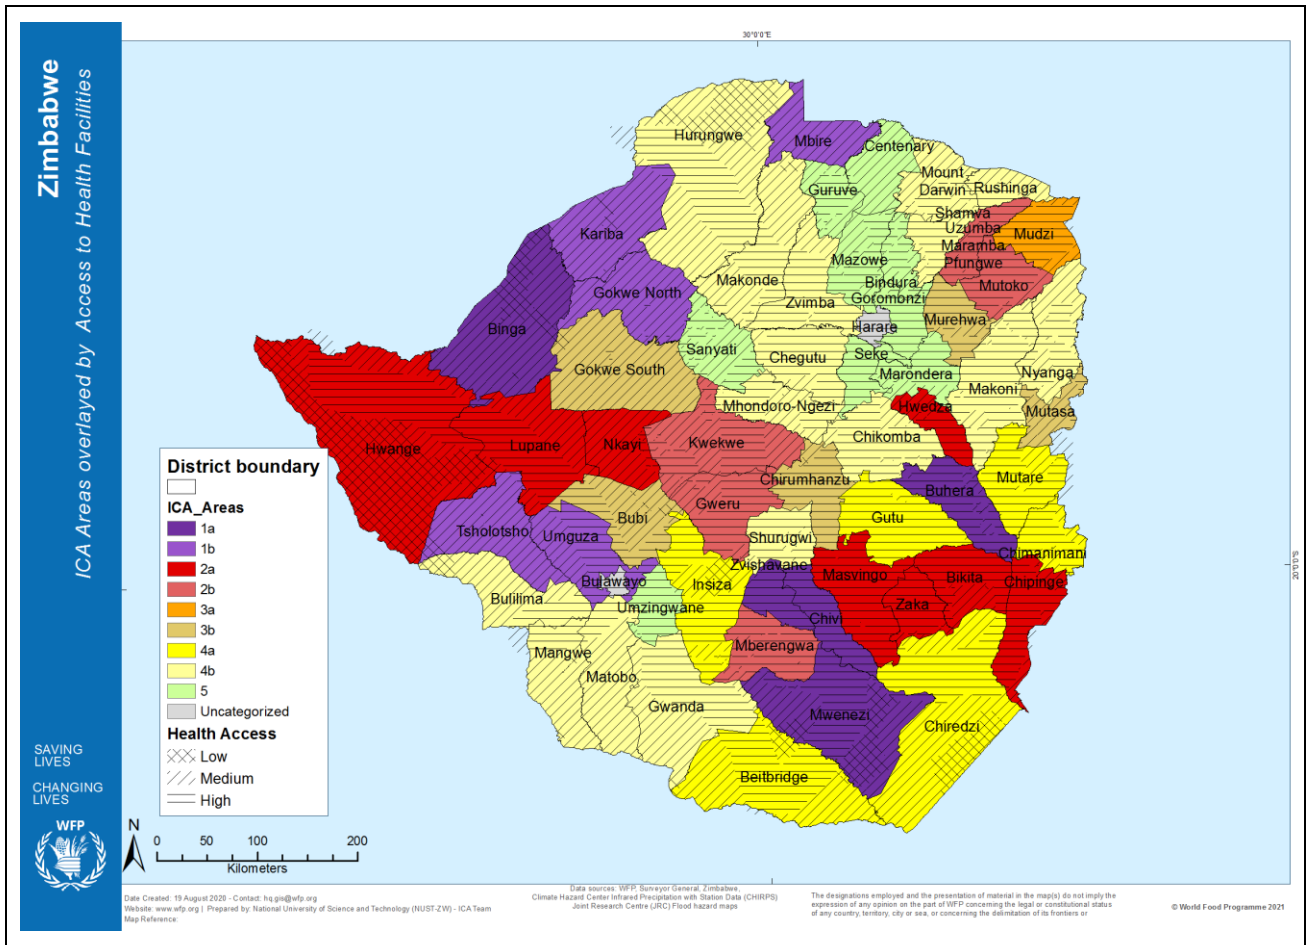 Zimbabwe
ICA Areas overlayed by Access to Health Facilities
30°0'0"E
Hurungwe
Mbire
Centenary
Mount
Darwin
Rushinga
Guruve
Shamva
Uzumba
Mudzi
Maramba
Pfungwe
Kariba
Mazowe
Mutoko
Makonde
Bindura
Gokwe North
Zvimba
Goromonzi
Murehwa
Harare
Binga
Sanyati
Chegutu
Seke
Gokwe South
Marondera
Nyanga
Makoni
Mhondoro-Ngezi
Hwedza
Mutasa
Hwange
Lupane
Nkayi
Kwekwe
Chikomba
Chirumhanzu
Mutare
Buhera
Gweru
Bubi
Gutu
Tsholotsho
Umguza
Shurugwi
Chimanimani
Zvishavane
Masvingo
Bikita
Chipinge
Bulawayo
Insiza
Bulilima
Umzingwane
Zaka
Chivi
Mberengwa
Mangwe
Matobo
Gwanda
Mwenezi
Chiredzi
Beitbridge
20°0'0"S
District boundary
ICA_Areas
1a
1b
2a
2b
3a
3b
4a
4b
5
Uncategorized
Health Access
Low
Medium
High
SAVING
LIVES
CHANGING
LIVES
WFP
N
0 50 100 200
Kilometers
Date Created: 19 August 2020 - Contact: hq.gis@wfp.org
Website: www.wfp.org | Prepared by: National University of Science and Technology (NUST-ZW) - ICA Team
Map Reference:
Data sources: WFP, Surveyor General, Zimbabwe,
Climate Hazard Center Infrared Precipitation with Station Data (CHIRPS)
Joint Research Centre (JRC) Flood hazard maps
The designations employed and the presentation of material in the map(s) do not imply the
expression of any opinion on the part of WFP concerning the legal or constitutional status
of any country, territory, city or sea, or concerning the delimitation of its frontiers or
© World Food Programme 2021